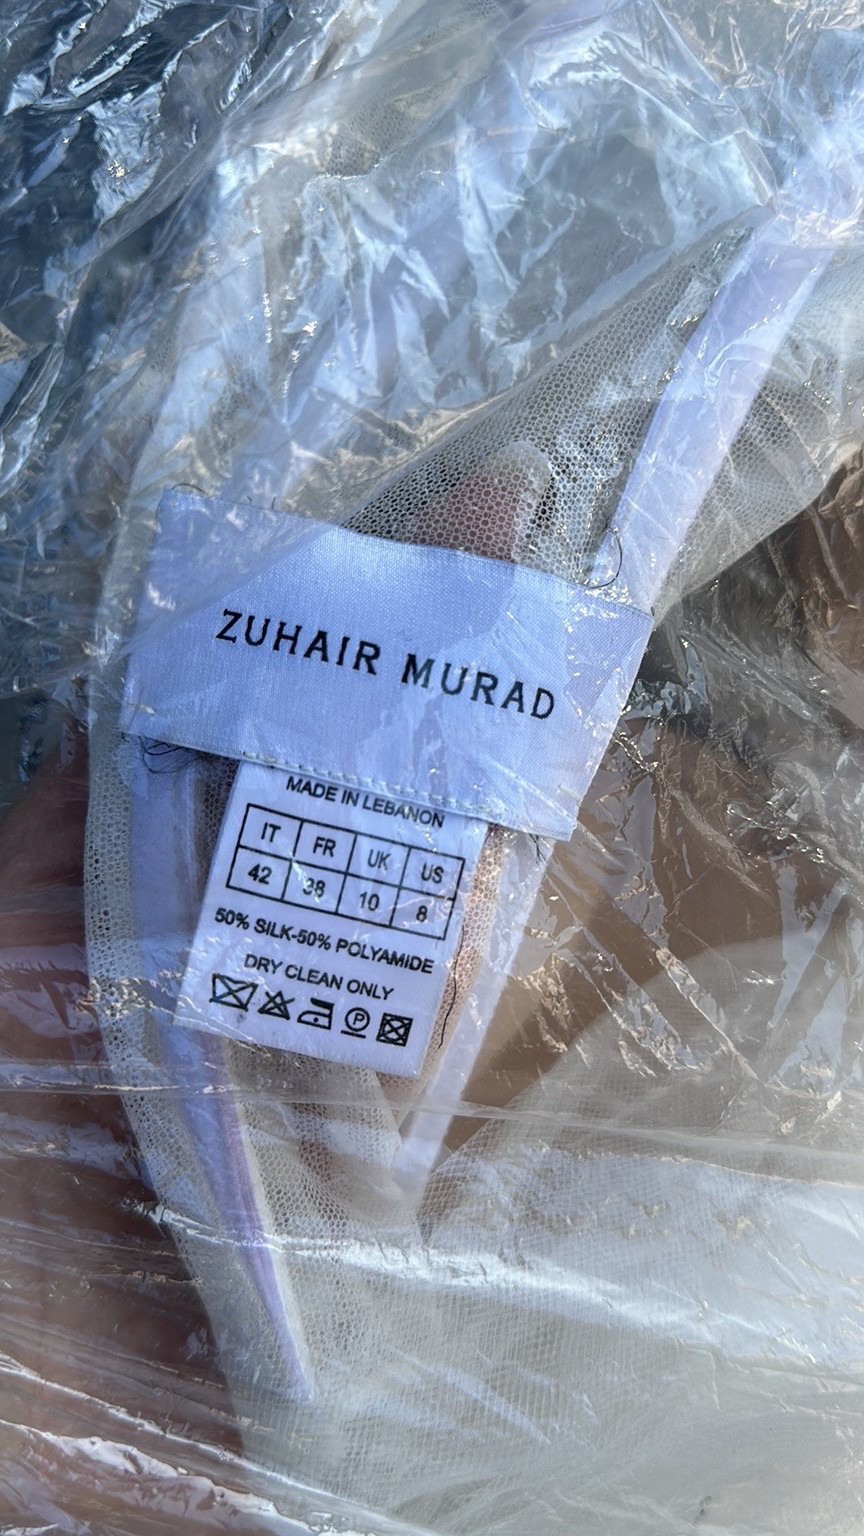 ZUHAIR MURAD
MADE IN LEBANON
IT FR UK US
42 38 10 8
50% SILK-50% POLYAMIDE
DRY CLEAN ONLY
P